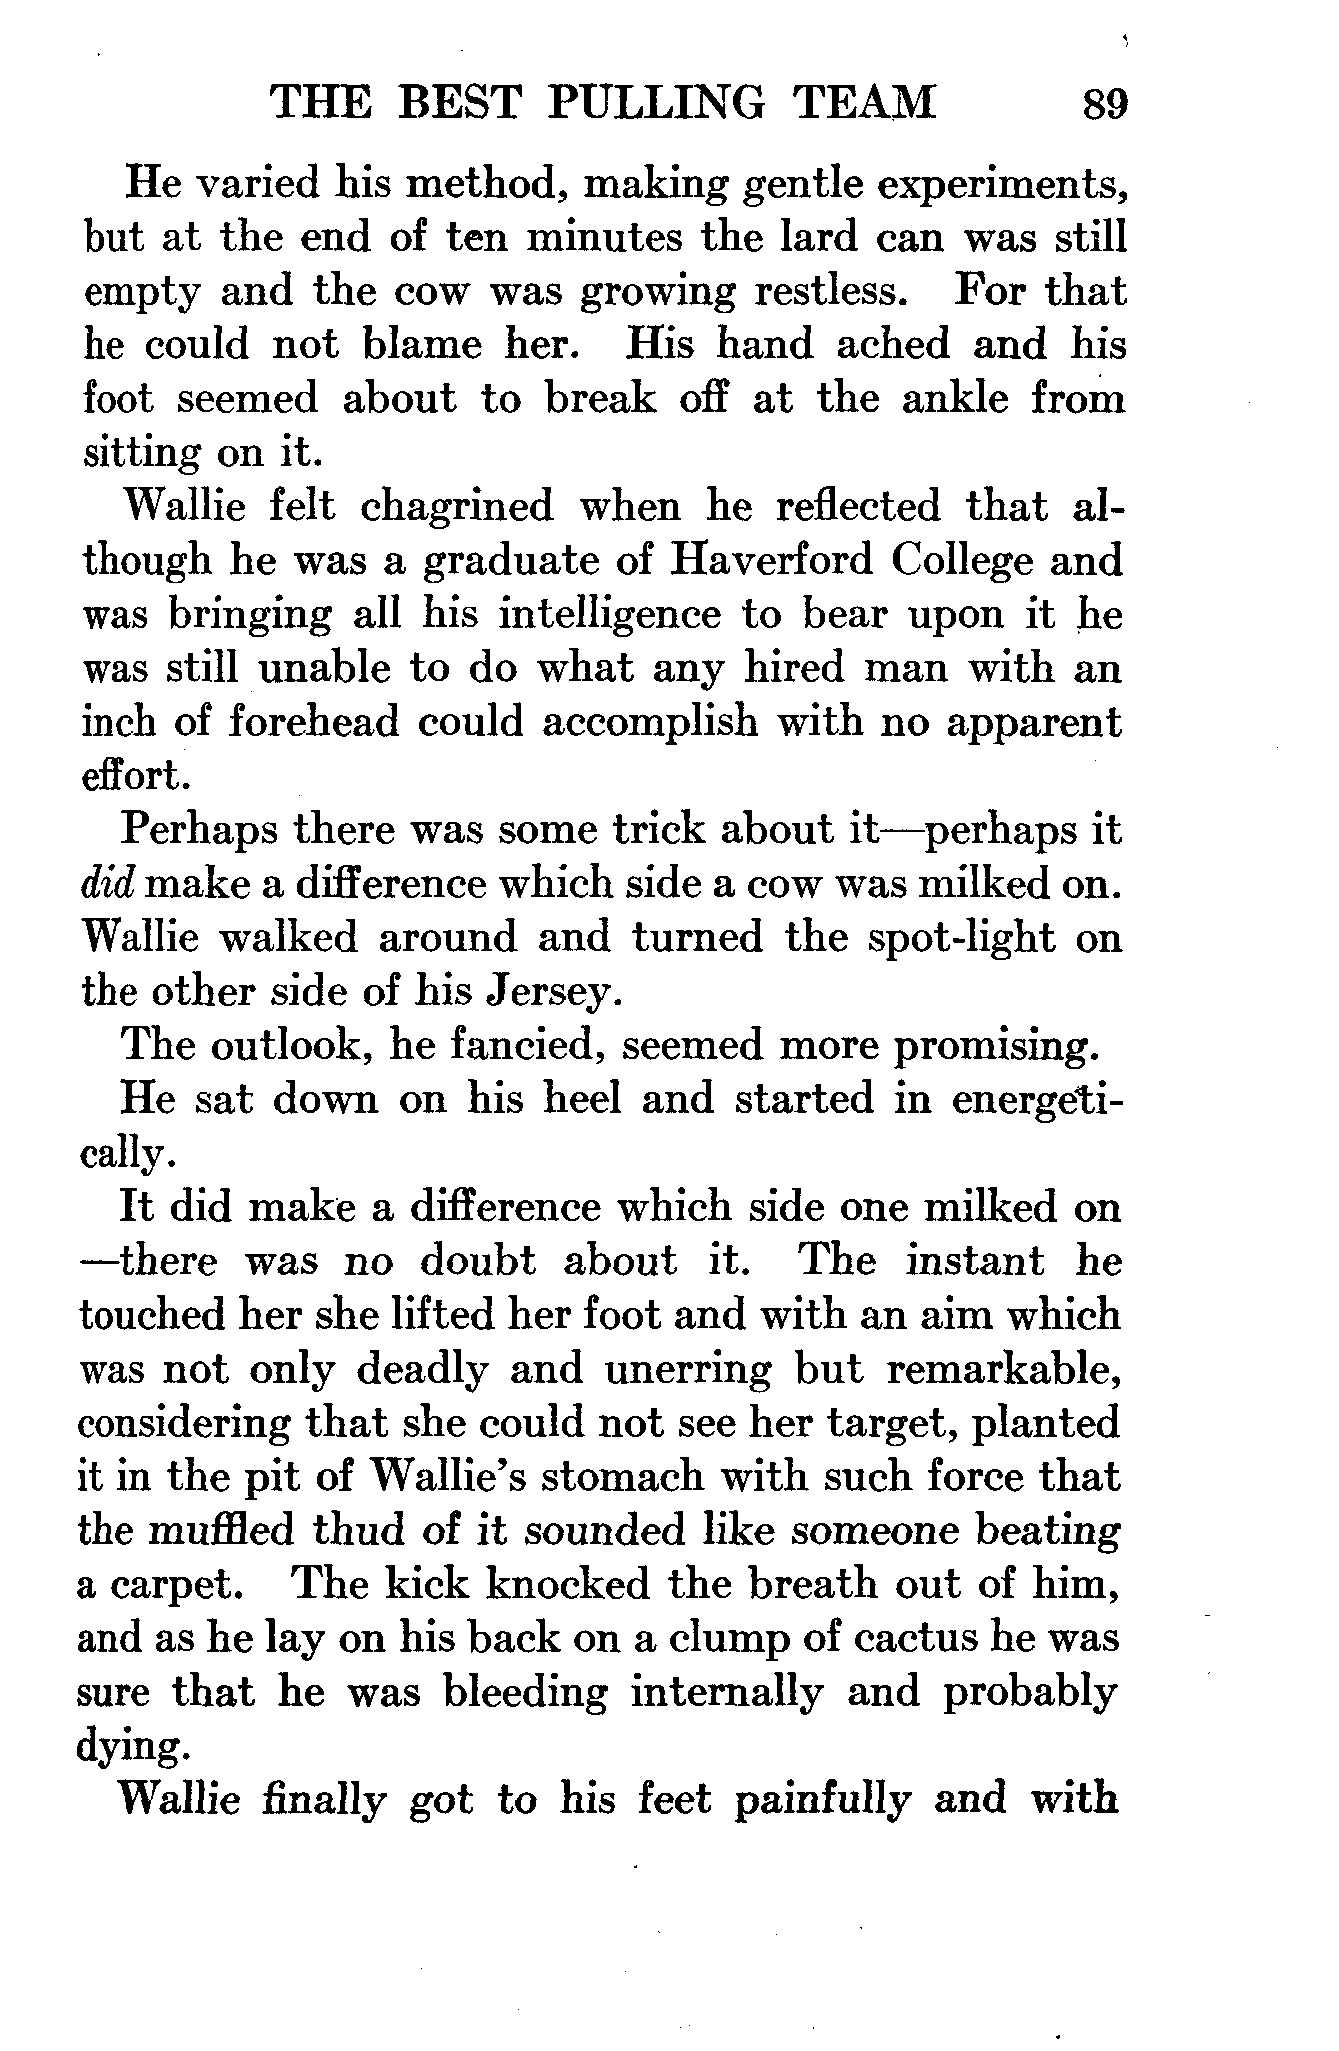 THE BEST PULLING TEAM 89
He varied his method, making gentle experiments,
but at the end of ten minutes the lard can was still
empty and the cow was growing restless. For that
he could not blame her. His hand ached and his
foot seemed about to break off at the ankle from
sitting on it.
Wallie felt chagrined when he reflected that al-
though he was a graduate of Haverford College and
was bringing all his intelligence to bear upon it he
was still unable to do what any hired man with an
inch of forehead could accomplish with no apparent
effort.
Perhaps there was some trick about it—perhaps it
did make a difference which side a cow was milked on.
Wallie walked around and turned the spot-light on
the other side of his Jersey.
The outlook, he fancied, seemed more promising.
He sat down on his heel and started in energeti-
cally.
It did make a difference which side one milked on
—there was no doubt about it. The instant he
touched her she lifted her foot and with an aim which
was not only deadly and unerring but remarkable,
considering that she could not see her target, planted
it in the pit of Wallie's stomach with such force that
the muffled thud of it sounded like someone beating
a carpet. The kick knocked the breath out of him,
and as he lay on his back on a clump of cactus he was
sure that he was bleeding internally and probably
dying.
Wallie finally got to his feet painfully and with